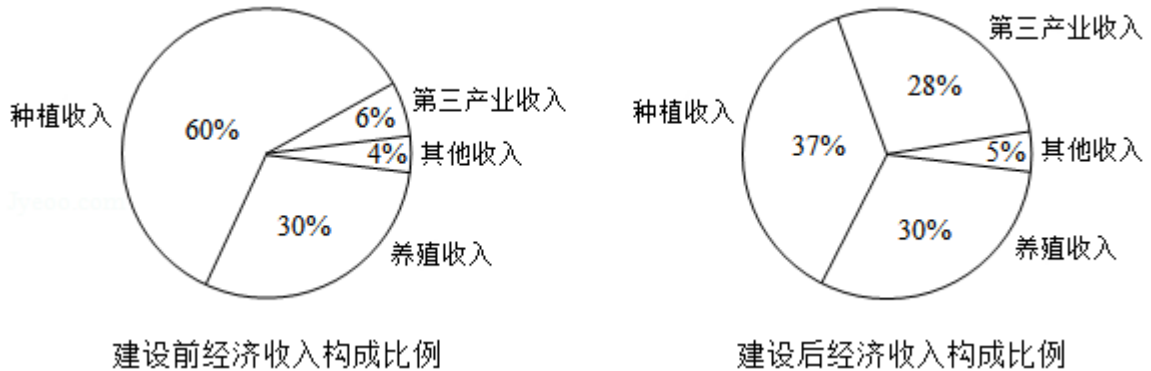 种植收入
60%
第三产业收入
6%
4%
其他收入
30%
养殖收入
建设前经济收入构成比例
第三产业收入
28%
种植收入
37%
5%
其他收入
30%
养殖收入
建设后经济收入构成比例